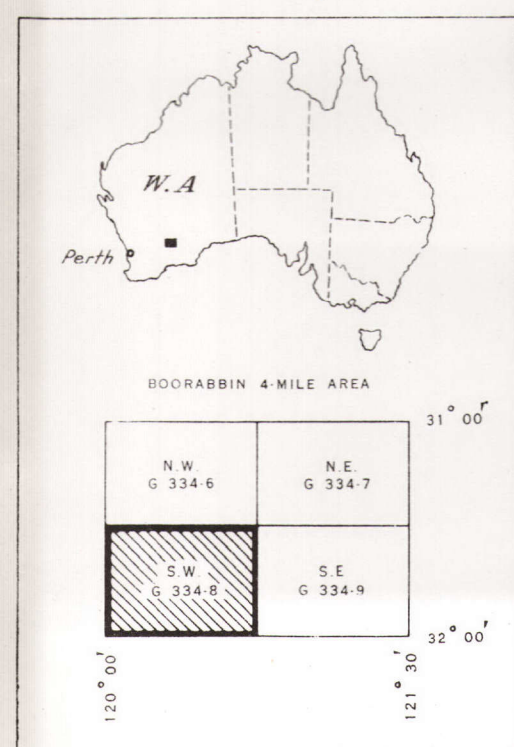 W.A
Perth
BOORABBIN 4-MILE AREA
31° 00'
N.W.
G 334-6
N.E.
G 334-7
S.W.
G 334-8
S.E
G 334-9
32° 00'
120° 00'
121° 30'